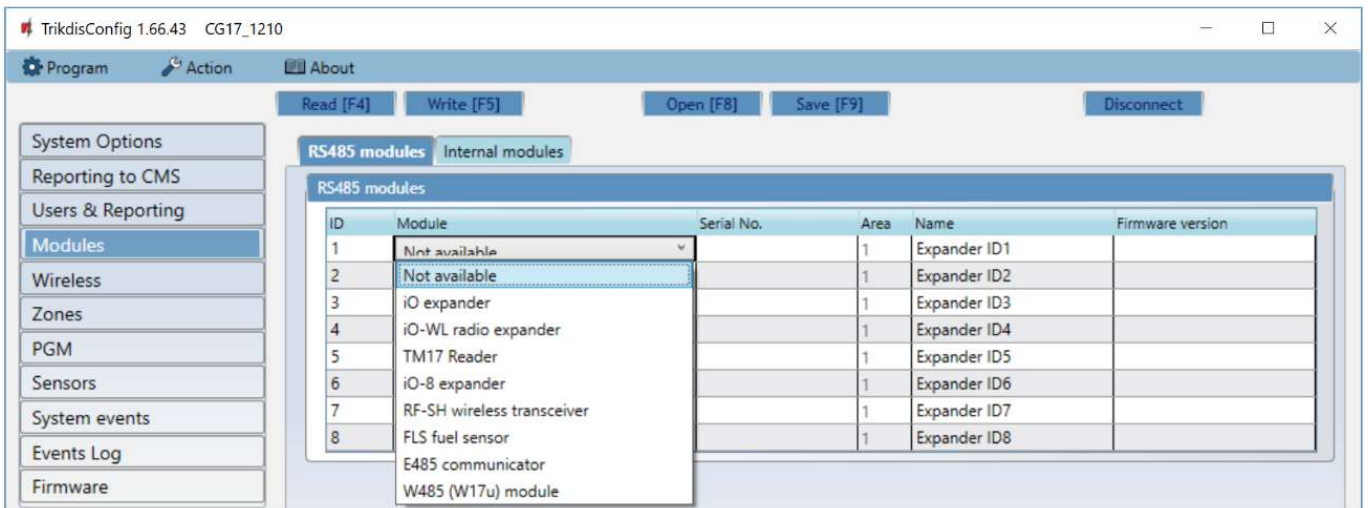 TrikdisConfig 1.66.43 CG17_1210
Program Action About
Read [F4] Write [F5] Open [F8] Save [F9] Disconnect
System Options
Reporting to CMS
Users & Reporting
Modules
Wireless
Zones
PGM
Sensors
System events
Events Log
Firmware
RS485 modules Internal modules
RS485 modules
ID Module Serial No. Area Name Firmware version
1 Not available 1 Expander ID1
2 Not available 1 Expander ID2
3 iO expander 1 Expander ID3
4 iO-WL radio expander 1 Expander ID4
5 TM17 Reader 1 Expander ID5
6 iO-8 expander 1 Expander ID6
7 RF-SH wireless transceiver 1 Expander ID7
8 FLS fuel sensor 1 Expander ID8
E485 communicator
W485 (W17u) module